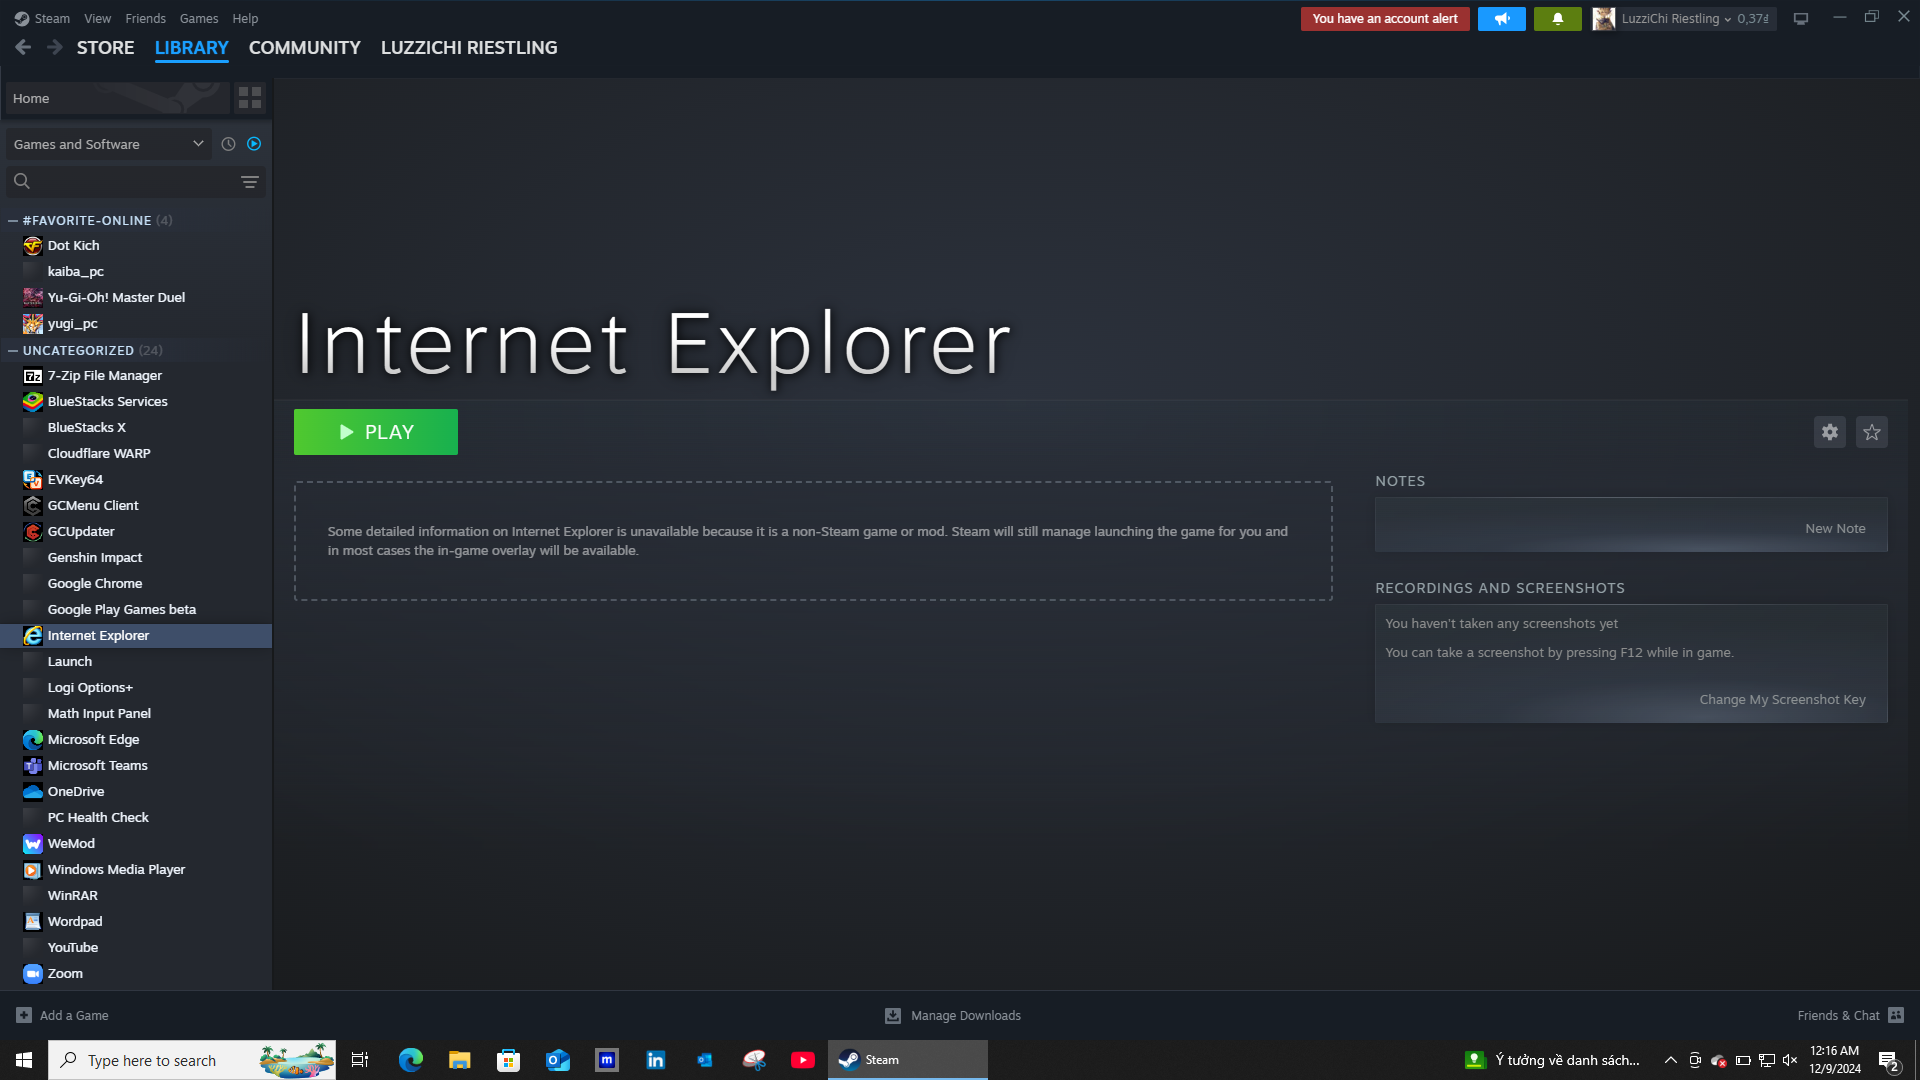 Steam View Friends Games Help
You have an account alert
LuzziChi Riestling 0,37₫
STORE LIBRARY COMMUNITY LUZZICHI RIESTLING
Home
Games and Software
#FAVORITE-ONLINE (4)
Dot Kich
kaiba_pc
Yu-Gi-Oh! Master Duel
yugi_pc
UNCATEGORIZED (24)
7-Zip File Manager
BlueStacks Services
BlueStacks X
Cloudflare WARP
EVKey64
GCMenu Client
GCUpdater
Genshin Impact
Google Chrome
Google Play Games beta
Internet Explorer
Launch
Logi Options+
Math Input Panel
Microsoft Edge
Microsoft Teams
OneDrive
PC Health Check
WeMod
Windows Media Player
WinRAR
Wordpad
YouTube
Zoom
Internet Explorer
PLAY
Some detailed information on Internet Explorer is unavailable because it is a non-Steam game or mod. Steam will still manage launching the game for you and
in most cases the in-game overlay will be available.
NOTES
New Note
RECORDINGS AND SCREENSHOTS
You haven't taken any screenshots yet
You can take a screenshot by pressing F12 while in game.
Change My Screenshot Key
Add a Game
Manage Downloads
Friends & Chat
Type here to search
Steam
Ý tưởng về danh sách...
12:16 AM
12/9/2024
2